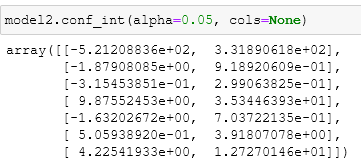 model2.conf_int(alpha=0.05, cols=None)
array([[-5.21208836e+02, 3.31890618e+02],
[-1.87908085e+00, 9.18920609e-01],
[-3.15453851e-01, 2.99063825e-01],
[ 9.87552453e+00, 3.53446393e+01],
[-1.63202672e+00, 7.03722135e-01],
[ 5.05938920e-01, 3.91807078e+00],
[ 4.22541933e+00, 1.27270146e+01]])